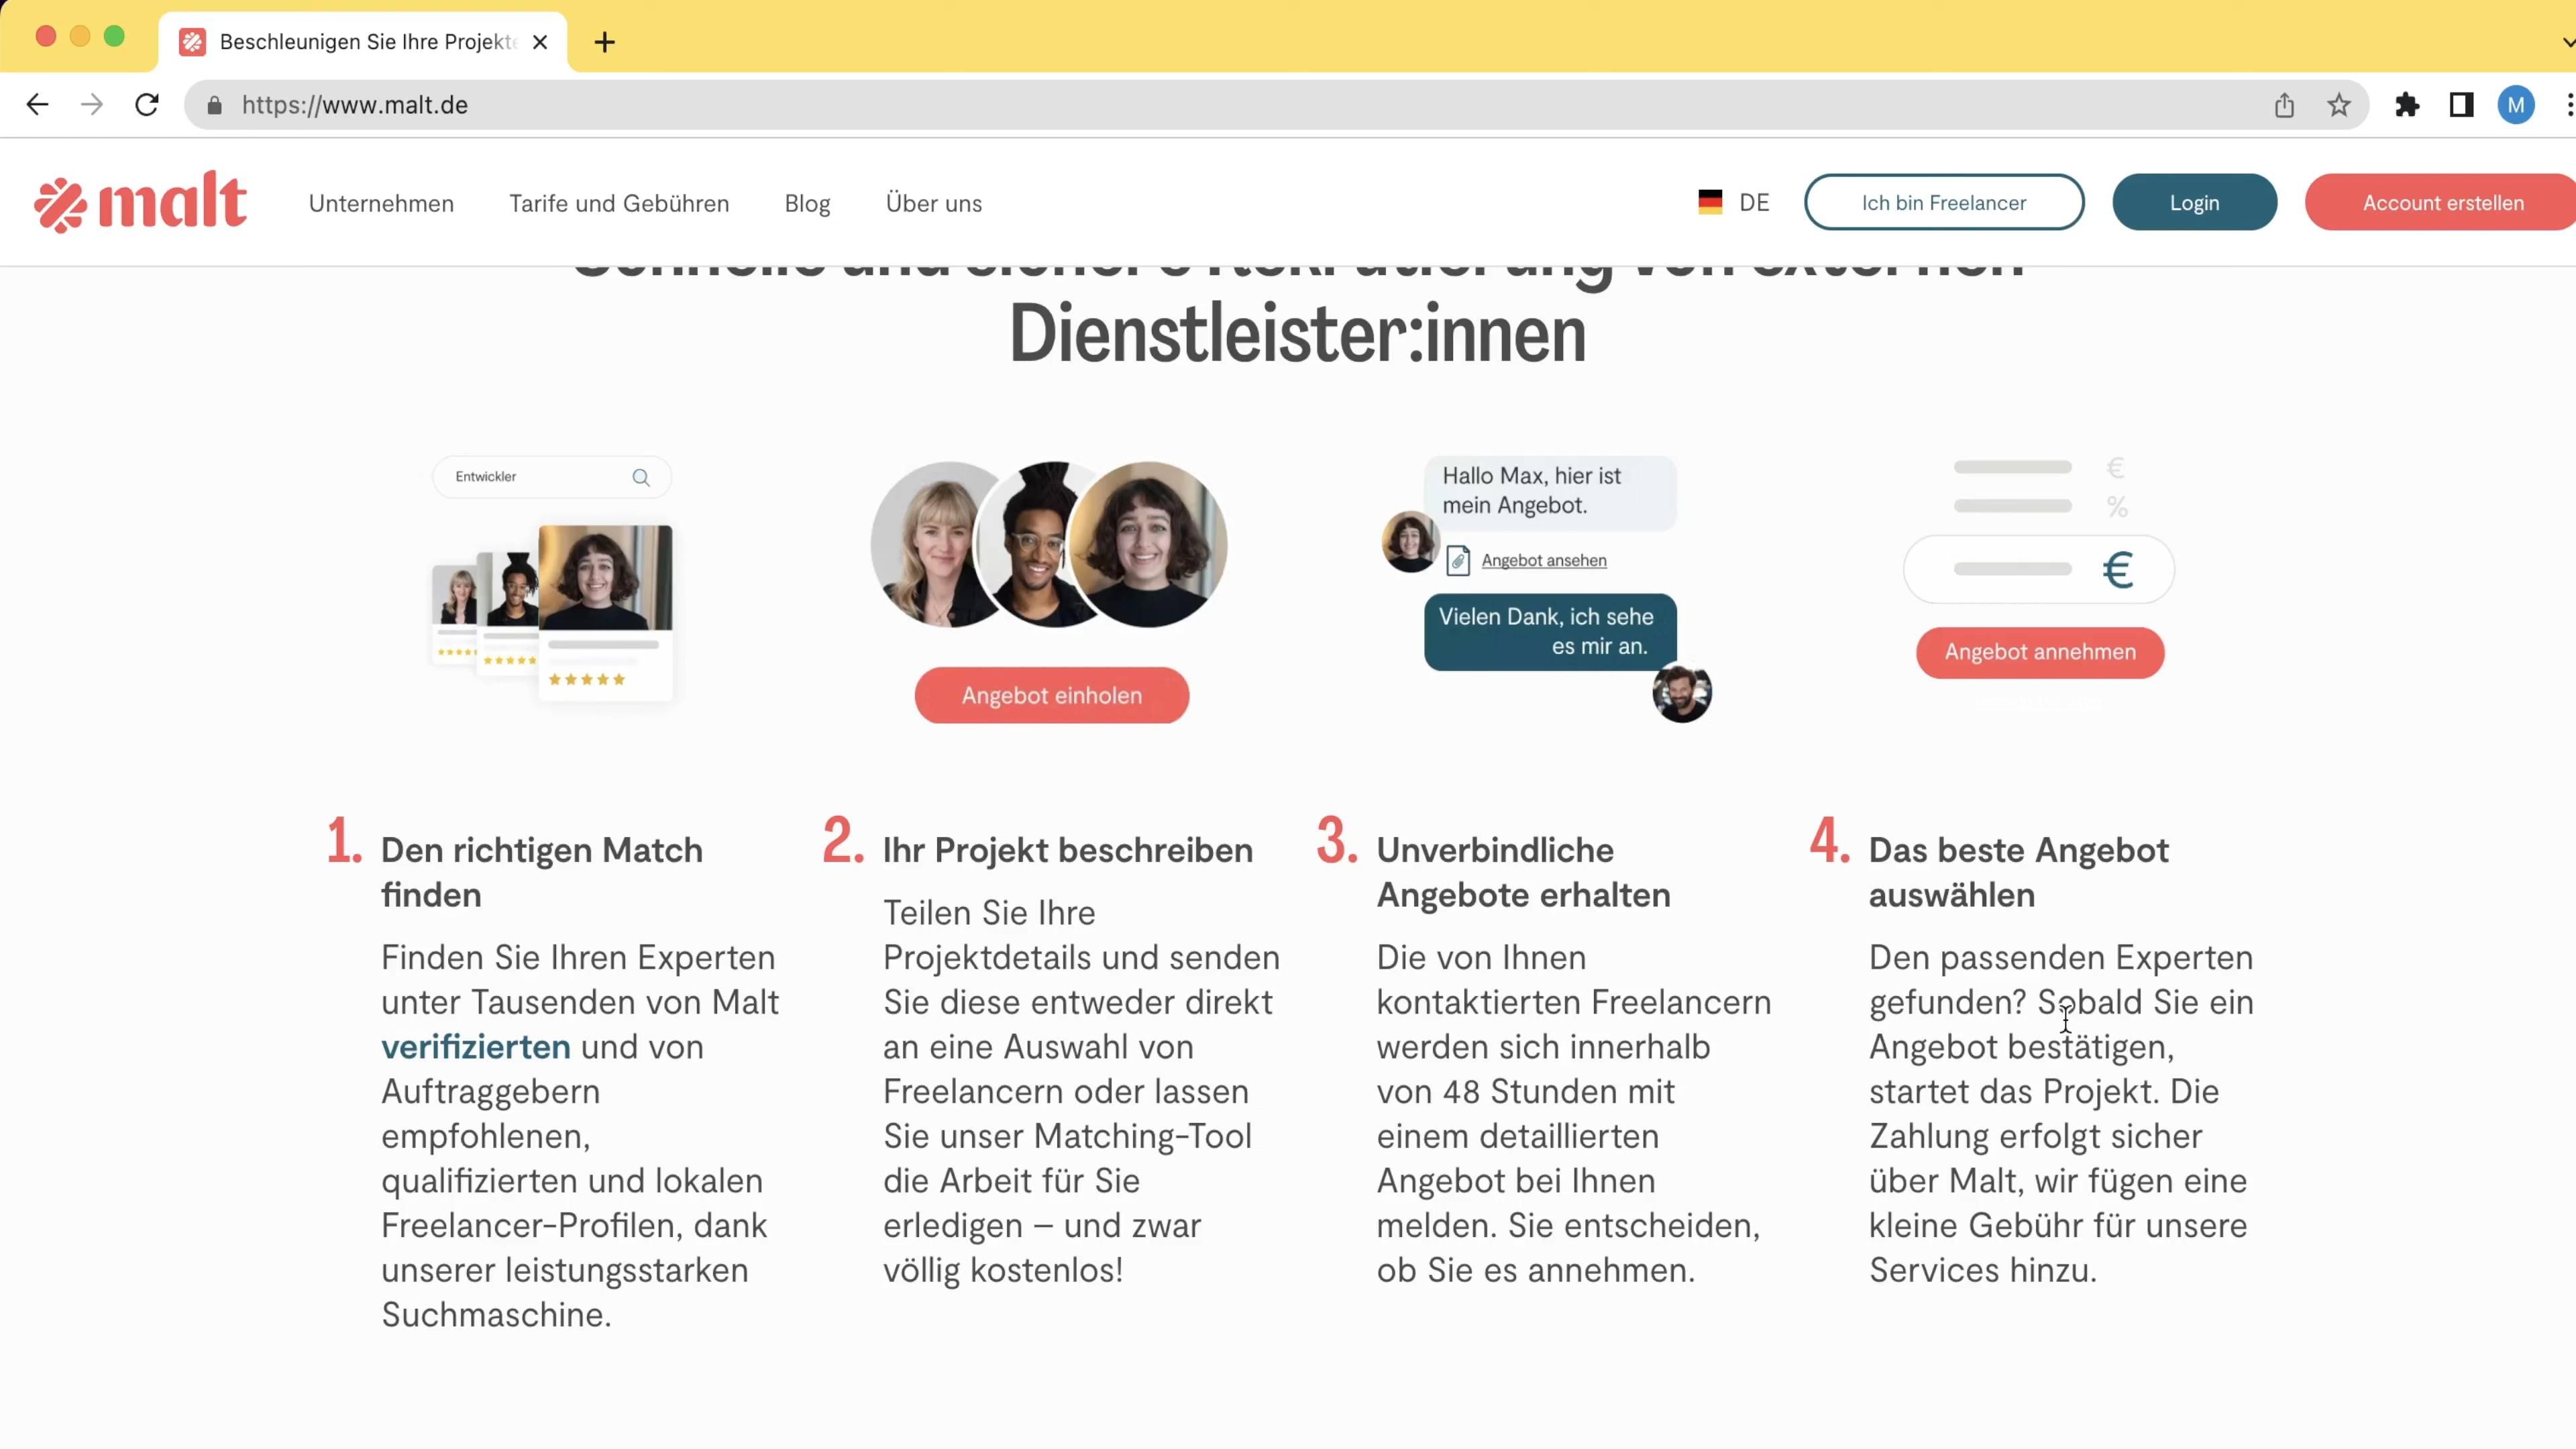 Beschleunigen Sie Ihre Projekte
https://www.malt.de
M
malt
Unternehmen
Tarife und Gebühren
Blog
Über uns
DE
Ich bin Freelancer
Login
Account erstellen
Schnelle und sichere Rekrutierung von externen
Dienstleister:innen
Entwickler
Angebot einholen
Hallo Max, hier ist
mein Angebot.
Angebot ansehen
Vielen Dank, ich sehe
es mir an.
€
%
€
Angebot annehmen
1. Den richtigen Match
finden
Finden Sie Ihren Experten
unter Tausenden von Malt
verifizierten und von
Auftraggebern
empfohlenen,
qualifizierten und lokalen
Freelancer-Profilen, dank
unserer leistungsstarken
Suchmaschine.
2. Ihr Projekt beschreiben
Teilen Sie Ihre
Projektdetails und senden
Sie diese entweder direkt
an eine Auswahl von
Freelancern oder lassen
Sie unser Matching-Tool
die Arbeit für Sie
erledigen – und zwar
völlig kostenlos!
3. Unverbindliche
Angebote erhalten
Die von Ihnen
kontaktierten Freelancern
werden sich innerhalb
von 48 Stunden mit
einem detaillierten
Angebot bei Ihnen
melden. Sie entscheiden,
ob Sie es annehmen.
4. Das beste Angebot
auswählen
Den passenden Experten
gefunden? Sobald Sie ein
Angebot bestätigen,
startet das Projekt. Die
Zahlung erfolgt sicher
über Malt, wir fügen eine
kleine Gebühr für unsere
Services hinzu.